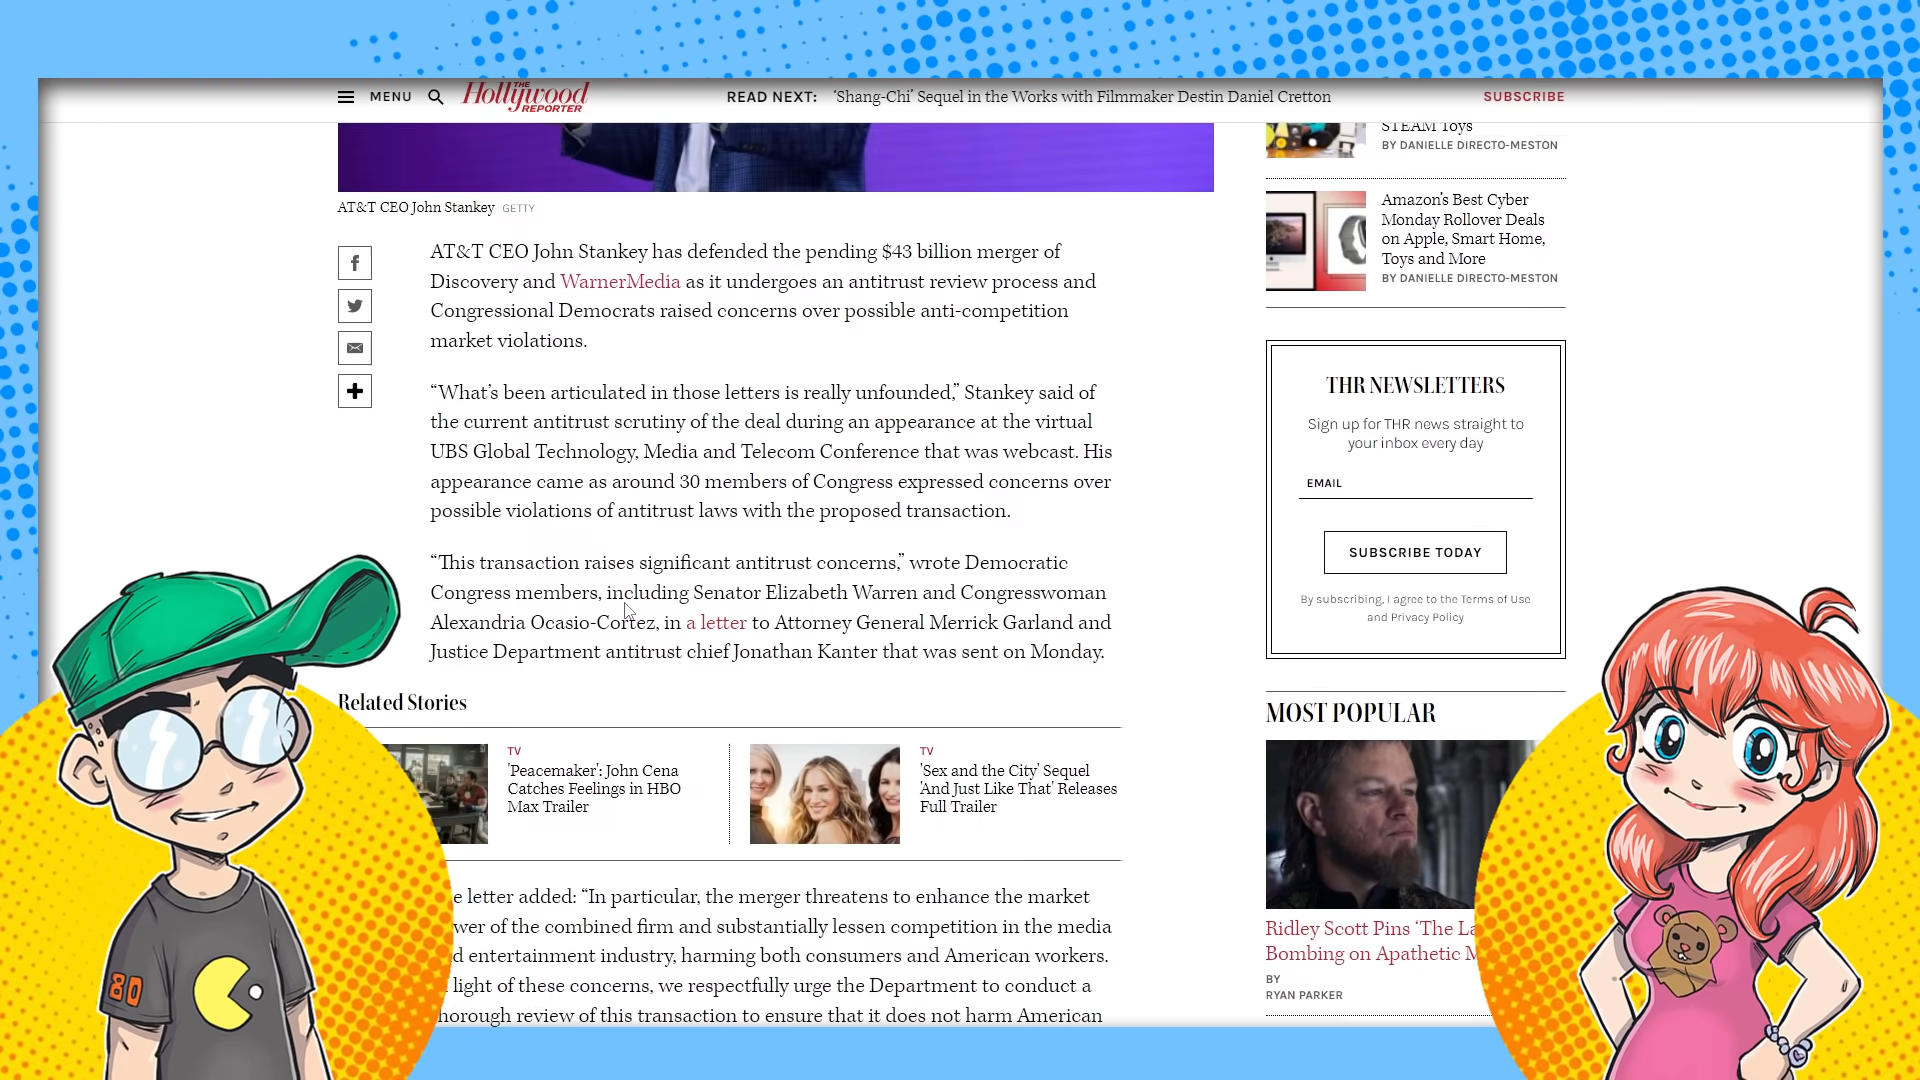 MENU
THE
Hollywood
REPORTER
READ NEXT: ‘Shang-Chi’ Sequel in the Works with Filmmaker Destin Daniel Cretton
SUBSCRIBE
AT&T CEO John Stankey GETTY
AT&T CEO John Stankey has defended the pending $43 billion merger of
Discovery and WarnerMedia as it undergoes an antitrust review process and
Congressional Democrats raised concerns over possible anti-competition
market violations.
“What’s been articulated in those letters is really unfounded,” Stankey said of
the current antitrust scrutiny of the deal during an appearance at the virtual
UBS Global Technology, Media and Telecom Conference that was webcast. His
appearance came as around 30 members of Congress expressed concerns over
possible violations of antitrust laws with the proposed transaction.
“This transaction raises significant antitrust concerns,” wrote Democratic
Congress members, including Senator Elizabeth Warren and Congresswoman
Alexandria Ocasio-Cortez, in a letter to Attorney General Merrick Garland and
Justice Department antitrust chief Jonathan Kanter that was sent on Monday.
Related Stories
TV
'Peacemaker': John Cena
Catches Feelings in HBO
Max Trailer
TV
'Sex and the City' Sequel
'And Just Like That' Releases
Full Trailer
e letter added: “In particular, the merger threatens to enhance the market
wer of the combined firm and substantially lessen competition in the media
d entertainment industry, harming both consumers and American workers.
light of these concerns, we respectfully urge the Department to conduct a
horough review of this transaction to ensure that it does not harm American
STEAM Toys
BY DANIELLE DIRECTO-MESTON
Amazon’s Best Cyber
Monday Rollover Deals
on Apple, Smart Home,
Toys and More
BY DANIELLE DIRECTO-MESTON
THR NEWSLETTERS
Sign up for THR news straight to
your inbox every day
EMAIL
SUBSCRIBE TODAY
By subscribing, I agree to the Terms of Use
and Privacy Policy
MOST POPULAR
Ridley Scott Pins ‘The La
Bombing on Apathetic M
BY
RYAN PARKER
80